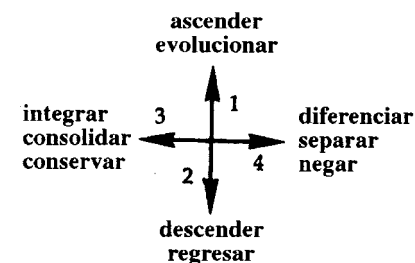 ascender
evolucionar
1
integrar
consolidar
conservar
3
diferenciar
separar
negar
4
2
descender
regresar